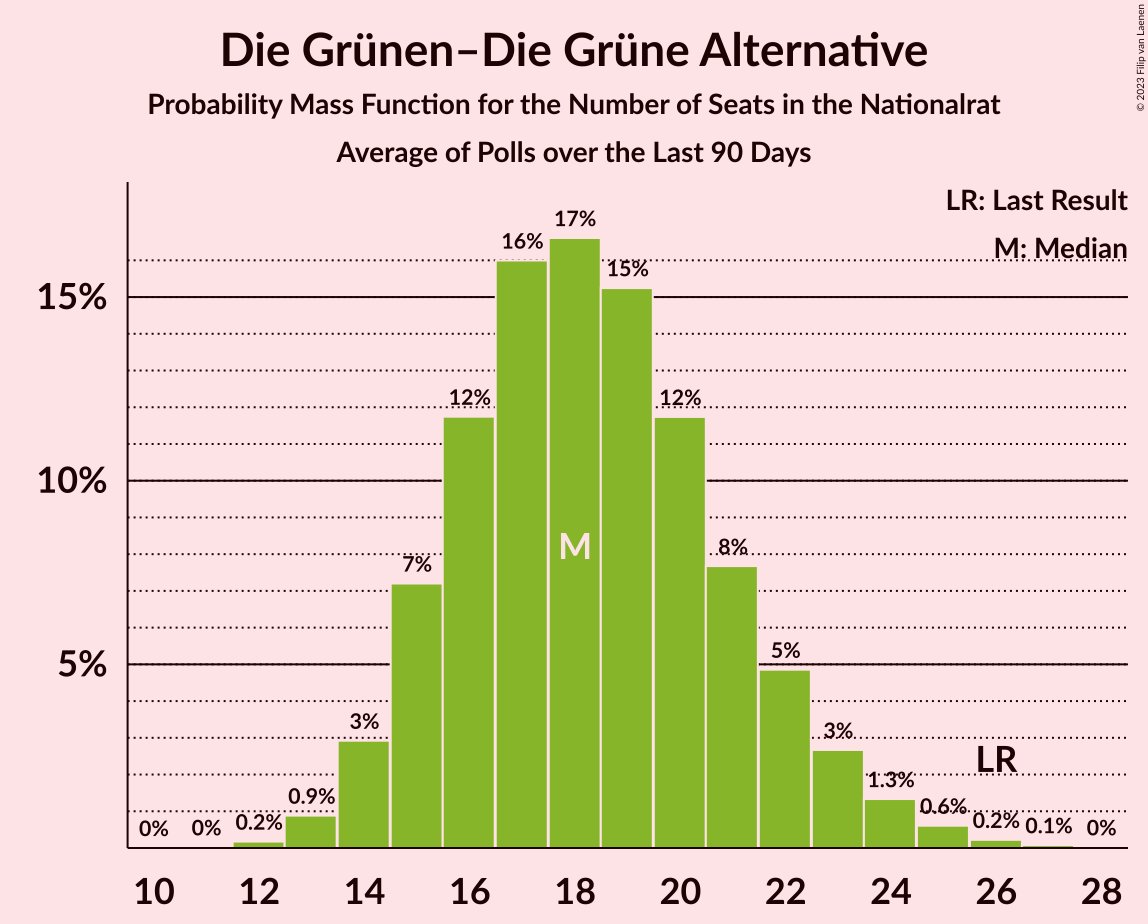 Die Grünen–Die Grüne Alternative
Probability Mass Function for the Number of Seats in the Nationalrat
Average of Polls over the Last 90 Days
© 2023 Filip van Laenen
LR: Last Result
M: Median
17%
16%
15%
15%
12%
12%
10%
M
8%
7%
5%
5%
3%
3%
LR
1.3%
0.9%
0.6%
0% 0% 0.2% 0.2% 0.1% 0%
10 12 14 16 18 20 22 24 26 28